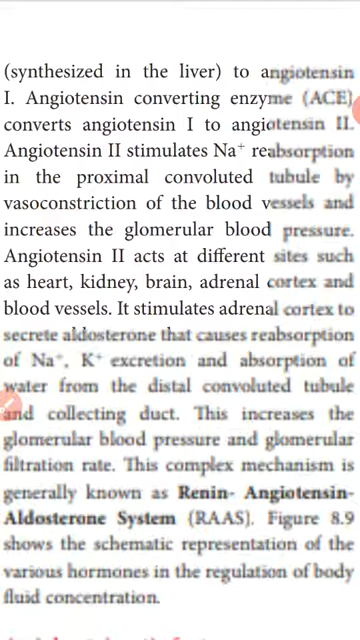 (synthesized in the liver) to angiotensin
I. Angiotensin converting enzyme (ACE)
converts angiotensin I to angiotensin II.
Angiotensin II stimulates Na⁺ reabsorption
in the proximal convoluted tubule by
vasoconstriction of the blood vessels and
increases the glomerular blood pressure.
Angiotensin II acts at different sites such
as heart, kidney, brain, adrenal cortex and
blood vessels. It stimulates adrenal cortex to
secrete aldosterone that causes reabsorption
of Na⁺, K⁺ excretion and absorption of
water from the distal convoluted tubule
and collecting duct. This increases the
glomerular blood pressure and glomerular
filtration rate. This complex mechanism is
generally known as Renin- Angiotensin-
Aldosterone System (RAAS). Figure 8.9
shows the schematic representation of the
various hormones in the regulation of body
fluid concentration.